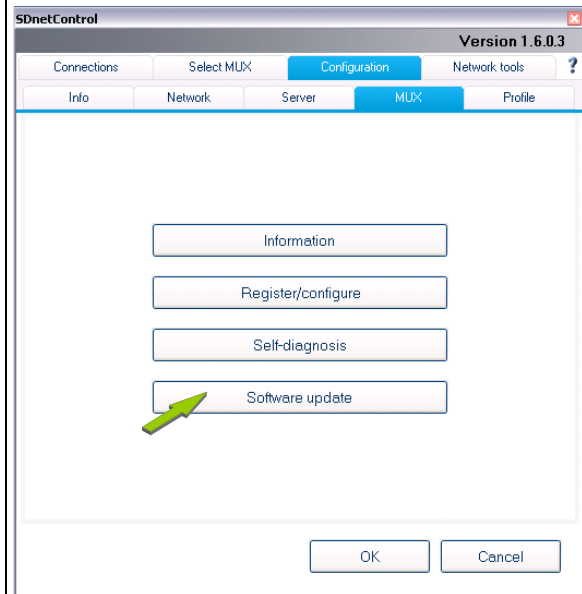 SDnetControl
Version 1.6.0.3
Connections Select MUX Configuration Network tools ?
Info Network Server MUX Profile
Information
Register/configure
Self-diagnosis
Software update
OK Cancel